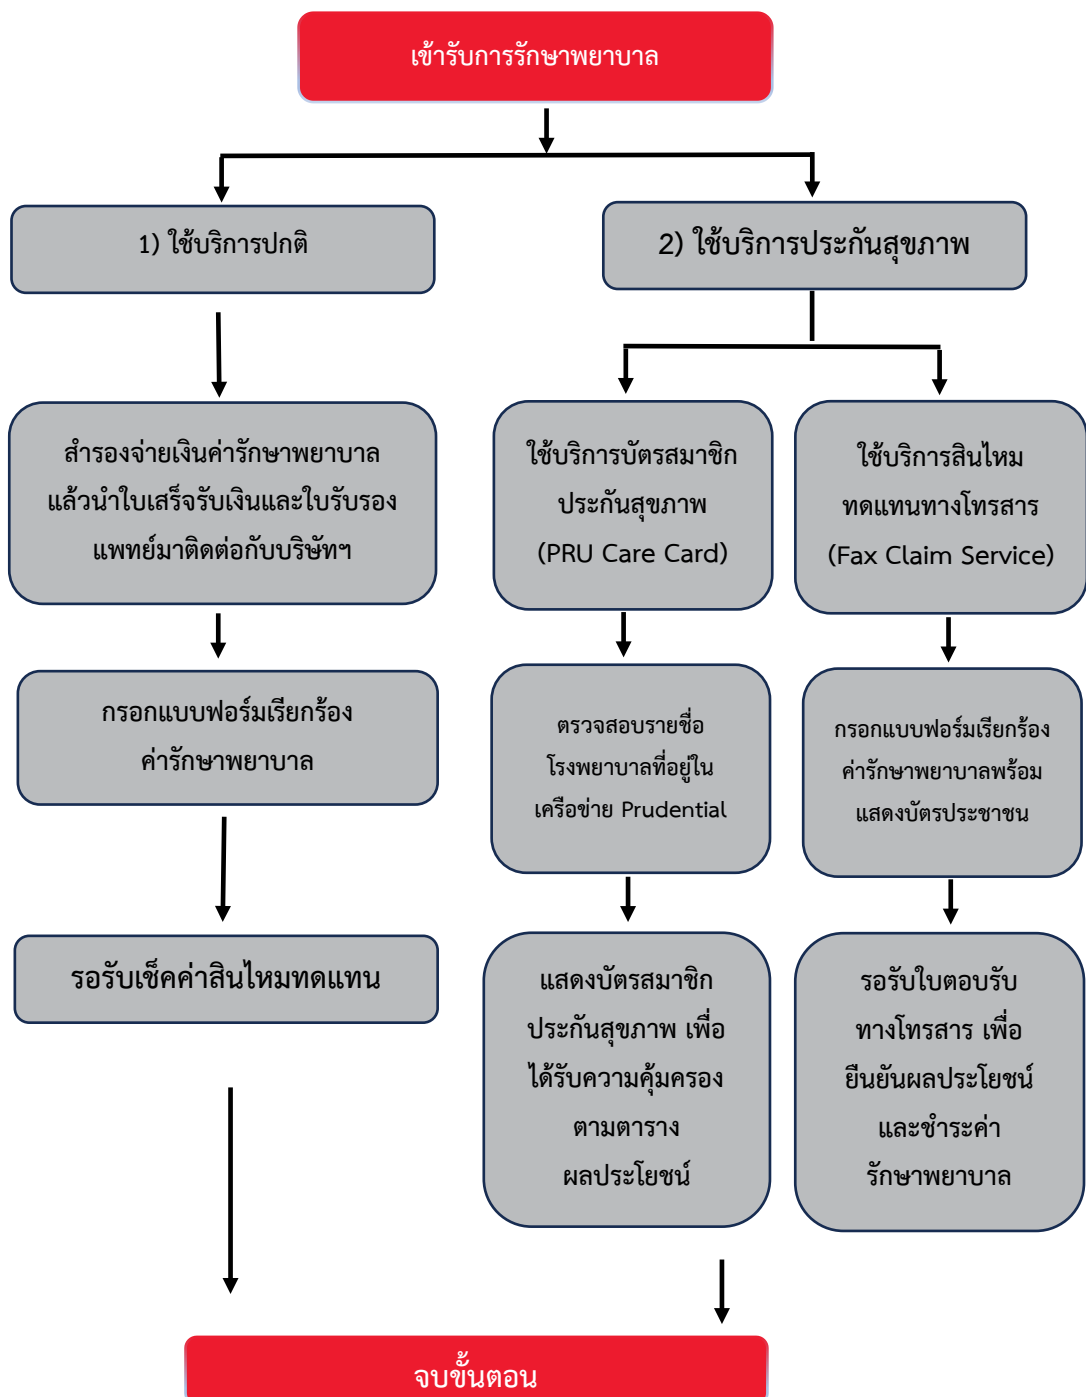 เข้ารับการรักษาพยาบาล
1) ใช้บริการปกติ
2) ใช้บริการประกันสุขภาพ
สำรองจ่ายเงินค่ารักษาพยาบาล
แล้วนำใบเสร็จรับเงินและใบรับรอง
แพทย์มาติดต่อกับบริษัทฯ
ใช้บริการบัตรสมาชิก
ประกันสุขภาพ
(PRU Care Card)
ใช้บริการสินไหม
ทดแทนทางโทรสาร
(Fax Claim Service)
กรอกแบบฟอร์มเรียกร้อง
ค่ารักษาพยาบาล
ตรวจสอบรายชื่อ
โรงพยาบาลที่อยู่ใน
เครือข่าย Prudential
กรอกแบบฟอร์มเรียกร้อง
ค่ารักษาพยาบาลพร้อม
แสดงบัตรประชาชน
รอรับเช็คค่าสินไหมทดแทน
แสดงบัตรสมาชิก
ประกันสุขภาพ เพื่อ
ได้รับความคุ้มครอง
ตามตาราง
ผลประโยชน์
รอรับใบตอบรับ
ทางโทรสาร เพื่อ
ยืนยันผลประโยชน์
และชำระค่า
รักษาพยาบาล
จบขั้นตอน